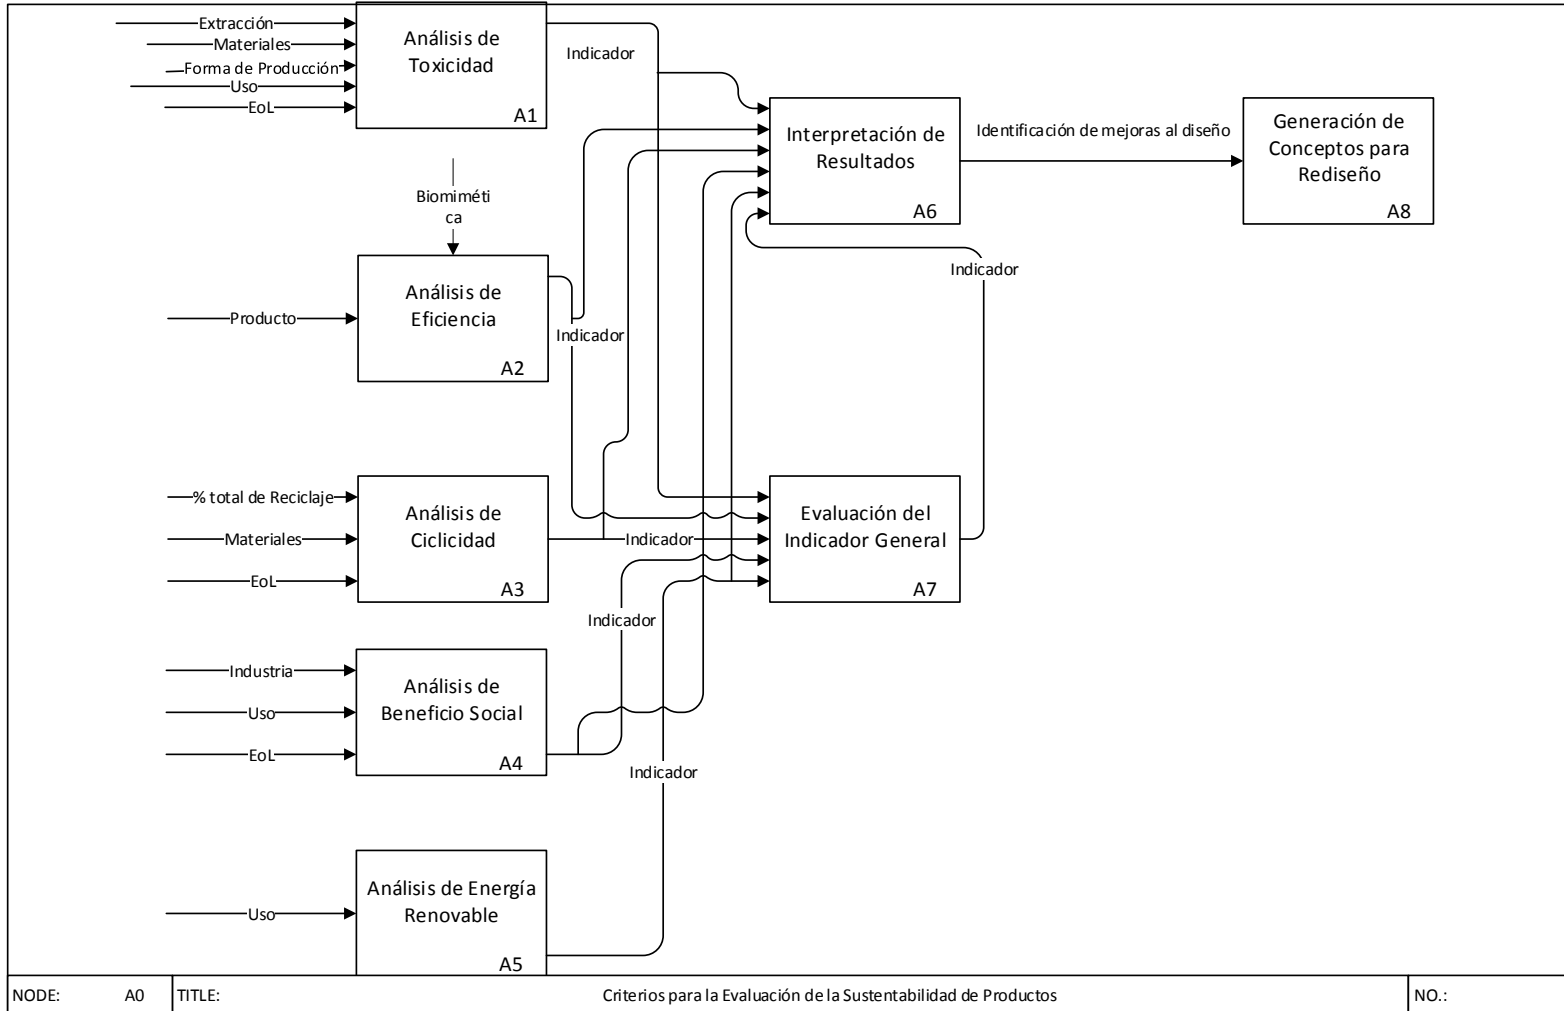 Extracción
Materiales
Forma de Producción
Uso
EoL
Análisis de
Toxicidad
A1
Indicador
Biomiméti
ca
Producto
Análisis de
Eficiencia
A2
Indicador
% total de Reciclaje
Materiales
EoL
Análisis de
Ciclicidad
A3
Indicador
Industria
Uso
EoL
Análisis de
Beneficio Social
A4
Indicador
Uso
Análisis de Energía
Renovable
A5
Indicador
Interpretación de
Resultados
A6
Indicador
Evaluación del
Indicador General
A7
Identificación de mejoras al diseño
Generación de
Conceptos para
Rediseño
A8
NODE: A0 TITLE: Criterios para la Evaluación de la Sustentabilidad de Productos NO.: